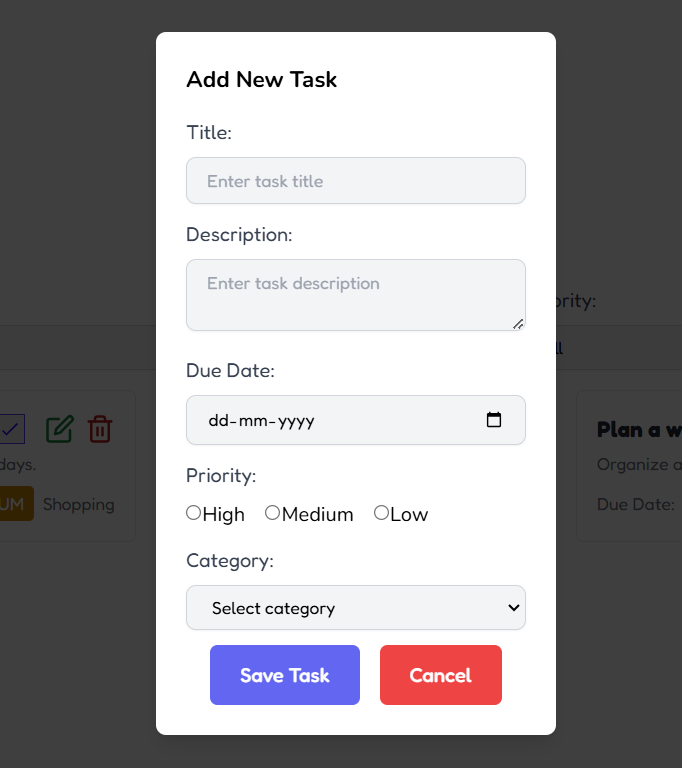 Add New Task
Title:
Enter task title
Description:
Enter task description
Due Date:
dd-mm-yyyy
Priority:
High Medium Low
Category:
Select category
Save Task Cancel
ority:
ll
days.
UM Shopping
Plan a w
Organize a
Due Date: